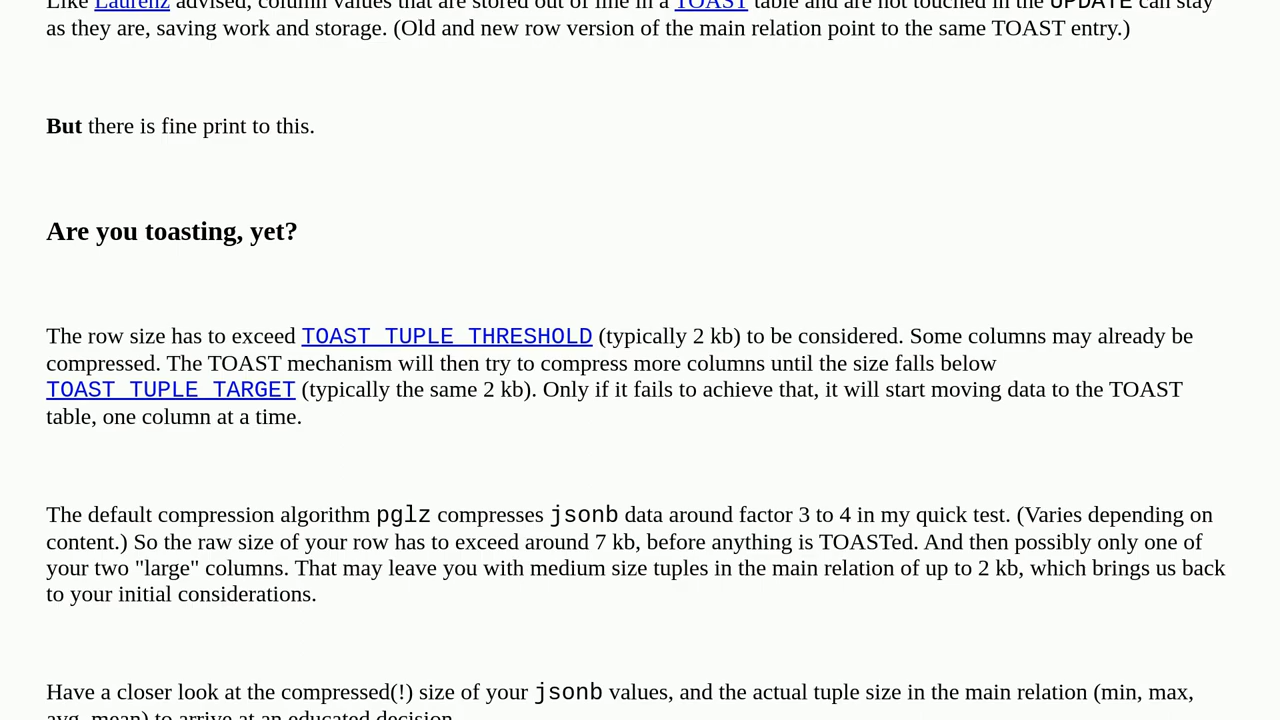 Like Laurenz advised, column values that are stored out of line in a TOAST table and are not touched in the UPDATE can stay
as they are, saving work and storage. (Old and new row version of the main relation point to the same TOAST entry.)
But there is fine print to this.
Are you toasting, yet?
The row size has to exceed TOAST_TUPLE_THRESHOLD (typically 2 kb) to be considered. Some columns may already be
compressed. The TOAST mechanism will then try to compress more columns until the size falls below
TOAST_TUPLE_TARGET (typically the same 2 kb). Only if it fails to achieve that, it will start moving data to the TOAST
table, one column at a time.
The default compression algorithm pglz compresses jsonb data around factor 3 to 4 in my quick test. (Varies depending on
content.) So the raw size of your row has to exceed around 7 kb, before anything is TOASTed. And then possibly only one of
your two "large" columns. That may leave you with medium size tuples in the main relation of up to 2 kb, which brings us back
to your initial considerations.
Have a closer look at the compressed(!) size of your jsonb values, and the actual tuple size in the main relation (min, max,
avg, mean) to arrive at an educated decision.